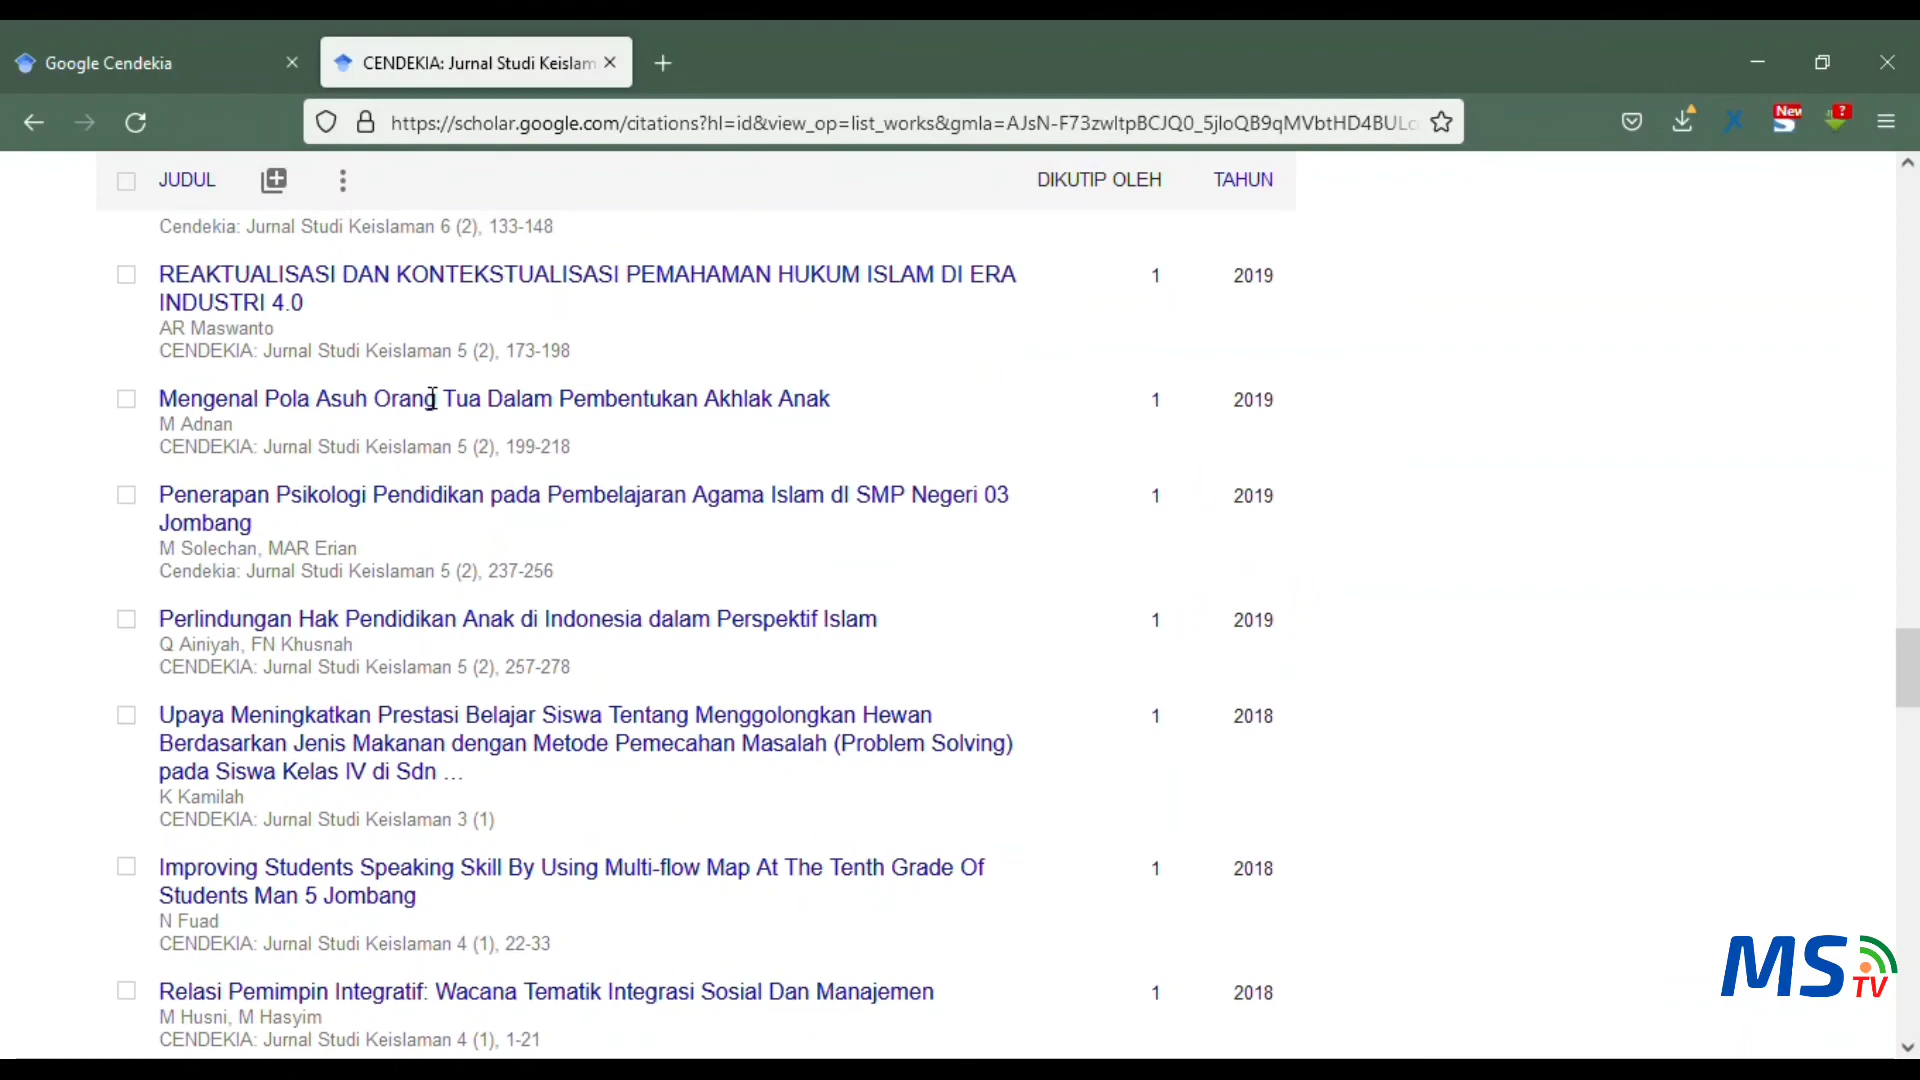 Google Cendekia
CENDEKIA: Jurnal Studi Keislam
https://scholar.google.com/citations?hl=id&view_op=list_works&gmla=AJsN-F73zwltpBCJQ0_5jloQB9qMVbtHD4BULc
New
?
JUDUL DIKUTIP OLEH TAHUN
Cendekia: Jurnal Studi Keislaman 6 (2), 133-148
REAKTUALISASI DAN KONTEKSTUALISASI PEMAHAMAN HUKUM ISLAM DI ERA 1 2019
INDUSTRI 4.0
AR Maswanto
CENDEKIA: Jurnal Studi Keislaman 5 (2), 173-198
Mengenal Pola Asuh Orang Tua Dalam Pembentukan Akhlak Anak 1 2019
M Adnan
CENDEKIA: Jurnal Studi Keislaman 5 (2), 199-218
Penerapan Psikologi Pendidikan pada Pembelajaran Agama Islam dI SMP Negeri 03 1 2019
Jombang
M Solechan, MAR Erian
Cendekia: Jurnal Studi Keislaman 5 (2), 237-256
Perlindungan Hak Pendidikan Anak di Indonesia dalam Perspektif Islam 1 2019
Q Ainiyah, FN Khusnah
CENDEKIA: Jurnal Studi Keislaman 5 (2), 257-278
Upaya Meningkatkan Prestasi Belajar Siswa Tentang Menggolongkan Hewan 1 2018
Berdasarkan Jenis Makanan dengan Metode Pemecahan Masalah (Problem Solving)
pada Siswa Kelas IV di Sdn ...
K Kamilah
CENDEKIA: Jurnal Studi Keislaman 3 (1)
Improving Students Speaking Skill By Using Multi-flow Map At The Tenth Grade Of 1 2018
Students Man 5 Jombang
N Fuad
CENDEKIA: Jurnal Studi Keislaman 4 (1), 22-33
Relasi Pemimpin Integratif: Wacana Tematik Integrasi Sosial Dan Manajemen 1 2018
M Husni, M Hasyim
CENDEKIA: Jurnal Studi Keislaman 4 (1), 1-21
MS TV